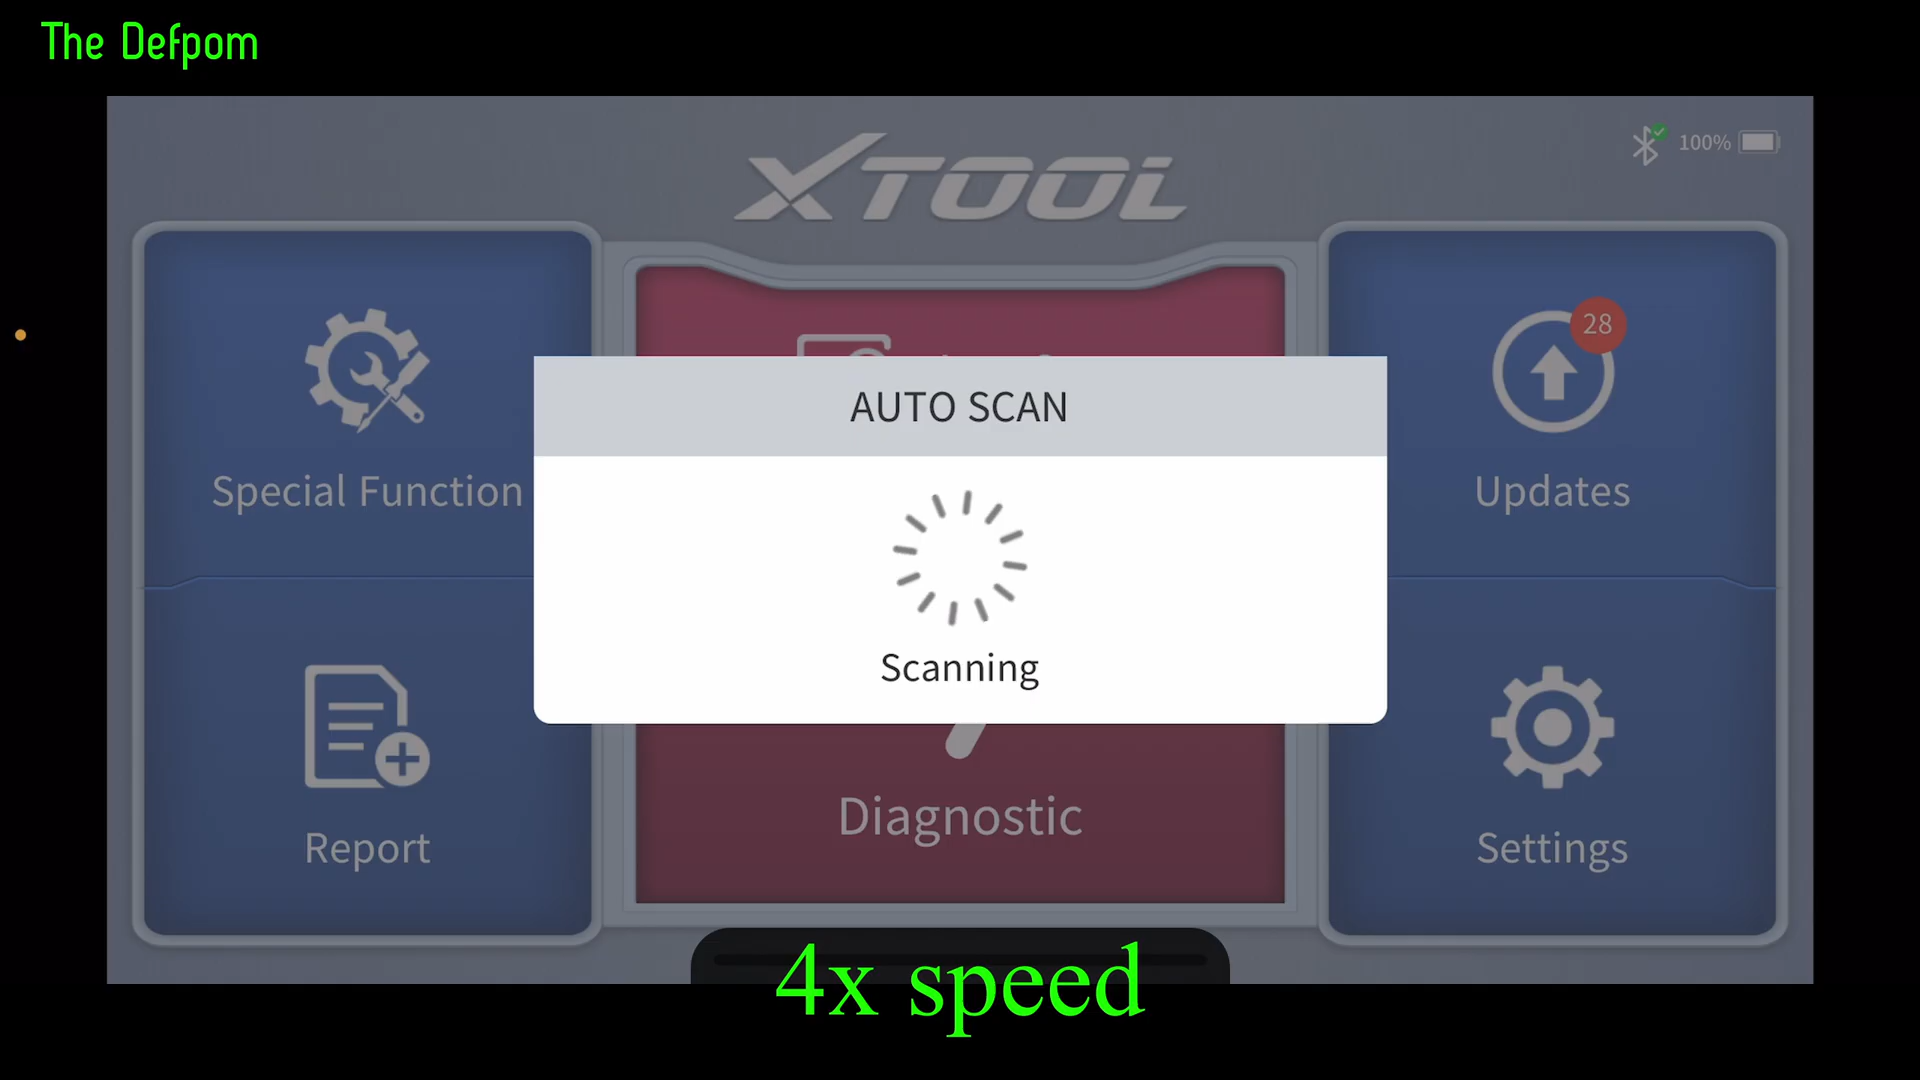 The Defpom
XTOOL
100%
28
AUTO SCAN
Special Function
Updates
Scanning
Diagnostic
Report
Settings
4x speed